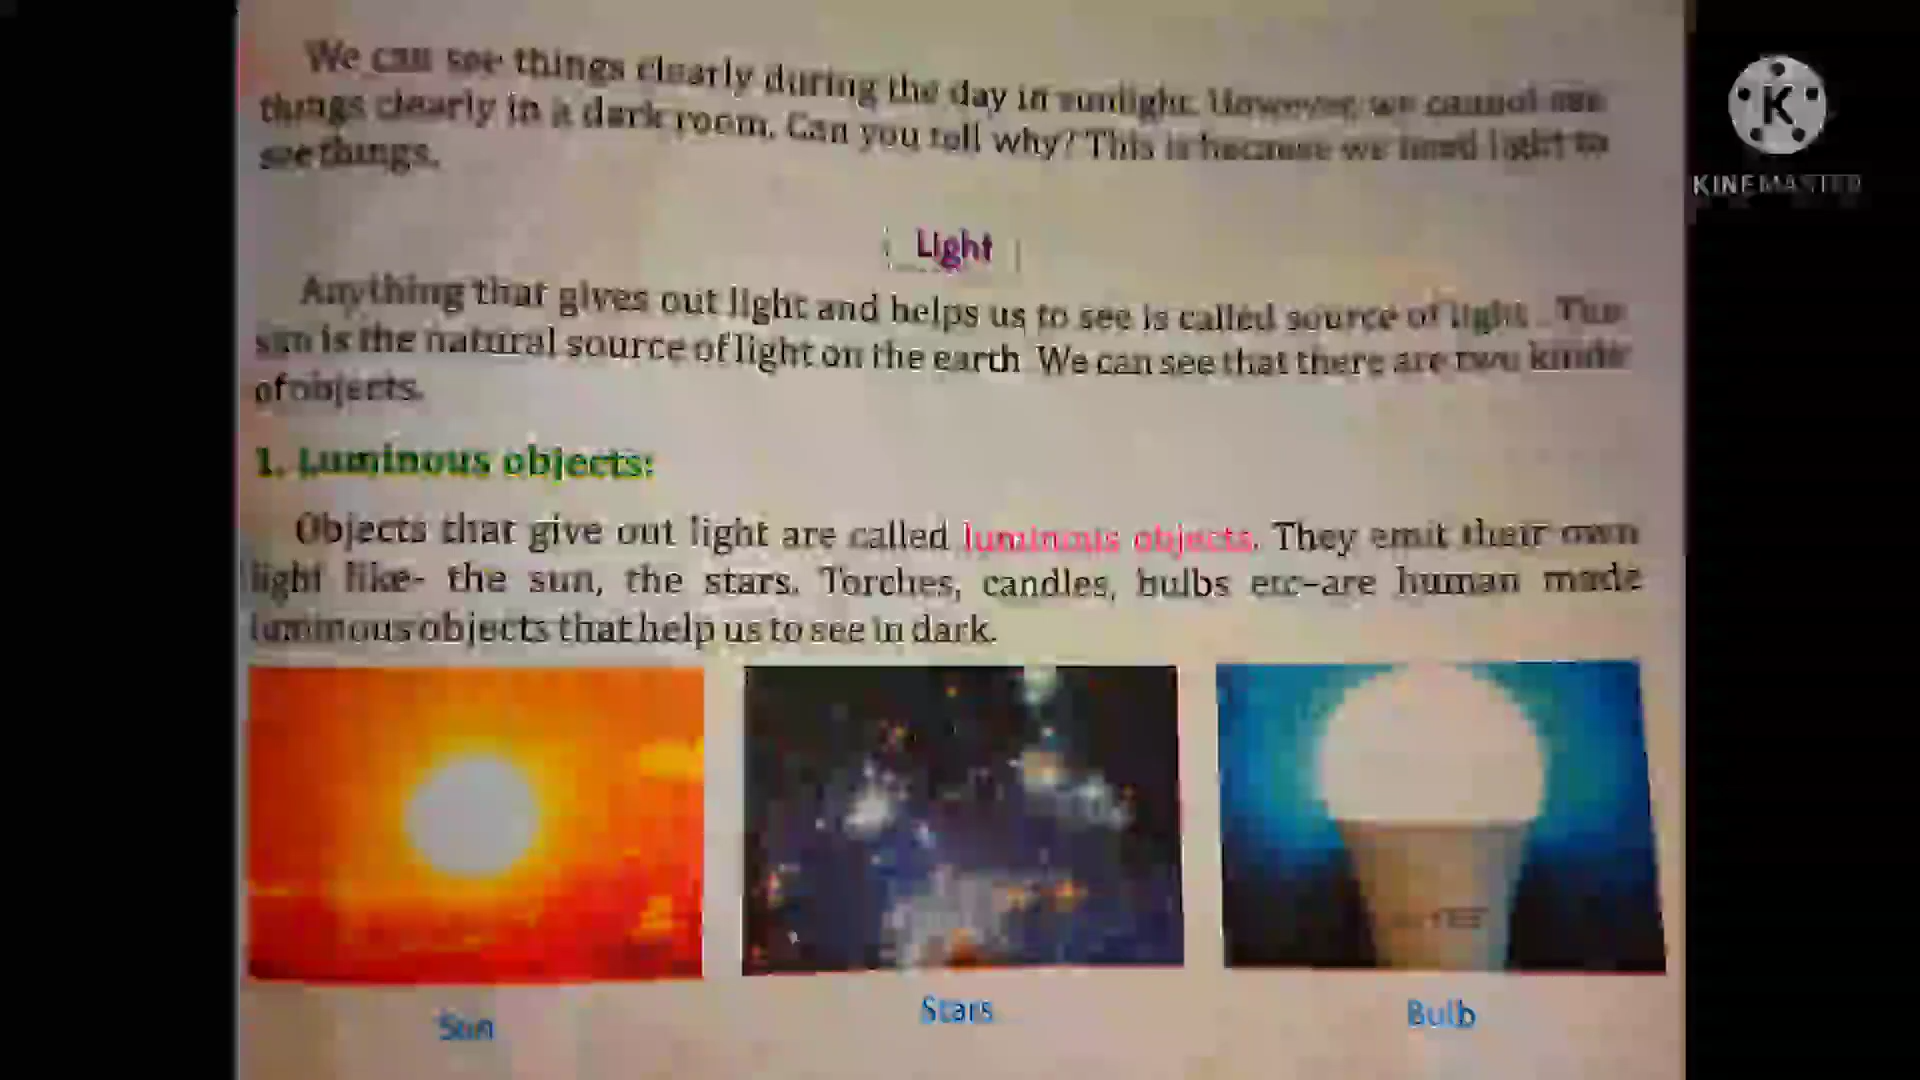 We can see things clearly during the day in sunlight. However, we cannot see
things clearly in a dark room. Can you tell why? This is because we need light to
see things.
Light
Anything that gives out light and helps us to see is called source of light. The
sun is the natural source of light on the earth. We can see that there are two kinds
of objects.
1. Luminous objects:
Objects that give out light are called luminous objects. They emit their own
light like- the sun, the stars. Torches, candles, bulbs etc-are human made
luminous objects that help us to see in dark.
Sun
Stars
Bulb
K
KINEMASTER